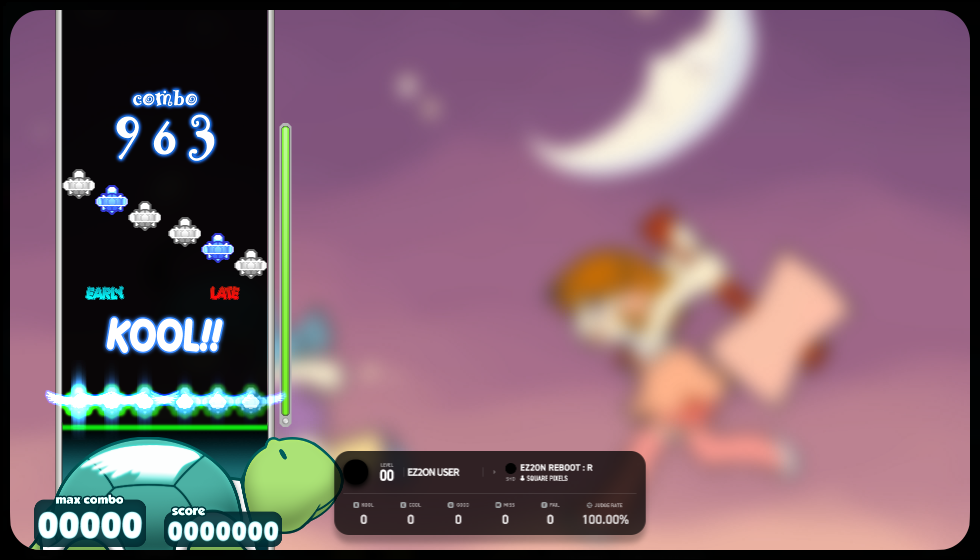 combo
963
EARLY LATE
KOOL!!
max combo
00000
score
0000000
LEVEL
00 EZ2ON USER
EZ2ON REBOOT : R
SQUARE PIXELS
KOOL COOL GOOD MISS FAIL JUDGE RATE
0 0 0 0 0 100.00%